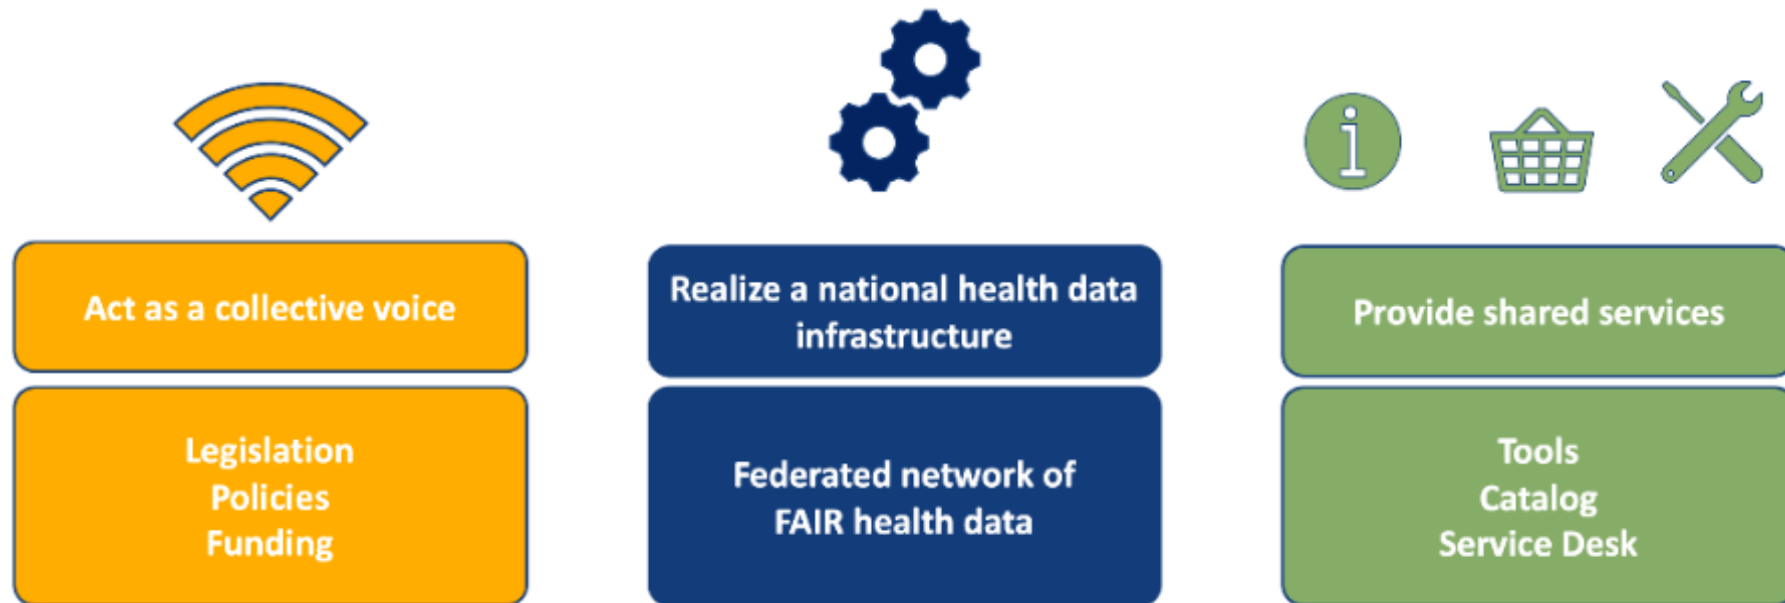 Act as a collective voice
Legislation
Policies
Funding
Realize a national health data
infrastructure
Federated network of
FAIR health data
i
Provide shared services
Tools
Catalog
Service Desk